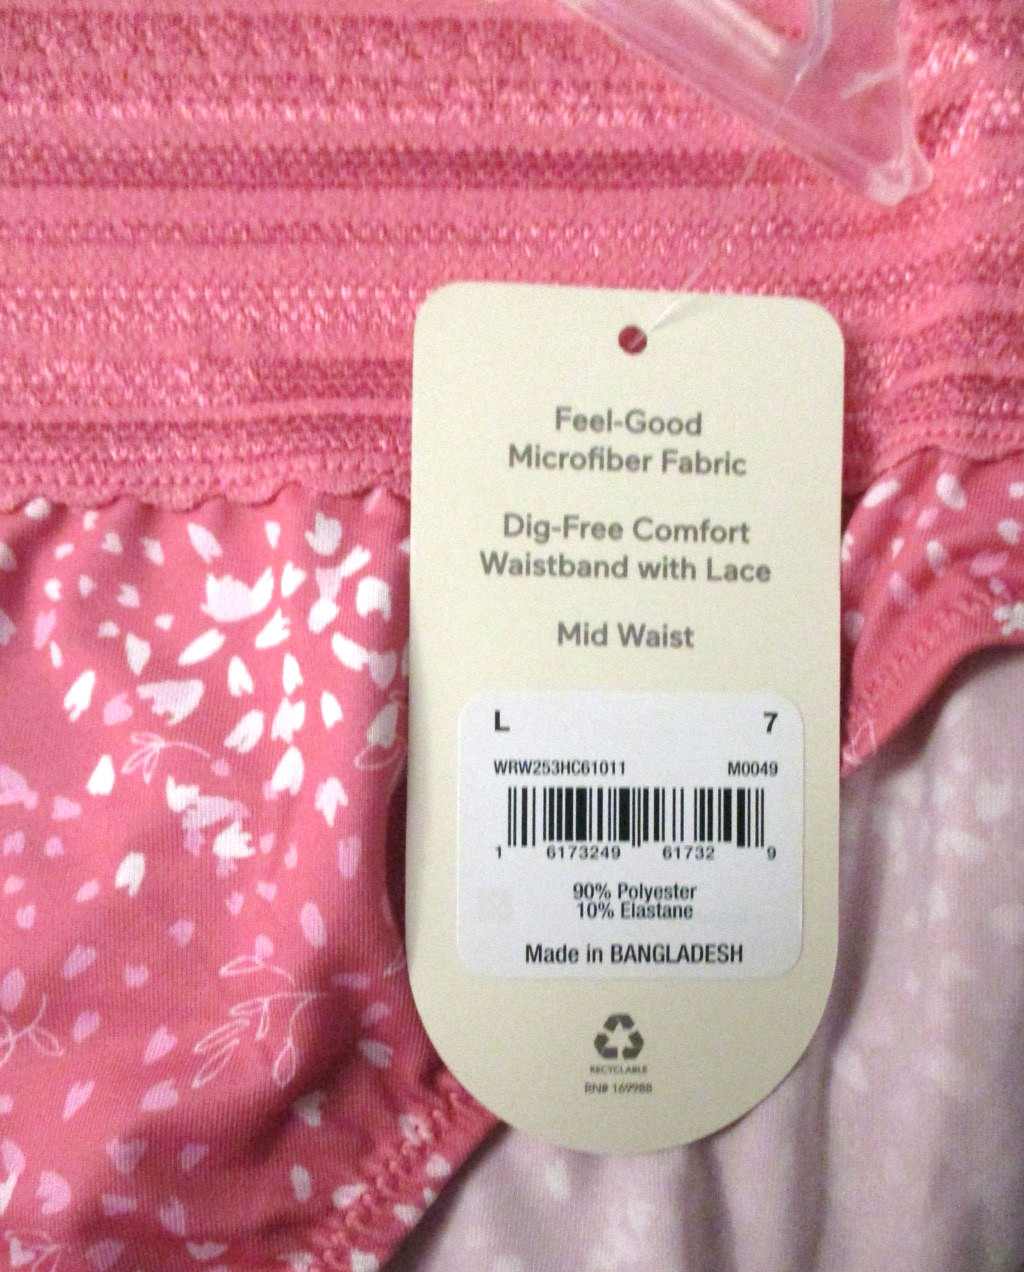 Feel-Good
Microfiber Fabric
Dig-Free Comfort
Waistband with Lace
Mid Waist
L 7
WRW253HC61011 M0049
1 6173249 61732 9
90% Polyester
10% Elastane
Made in BANGLADESH
RECYCLABLE
RN# 169988